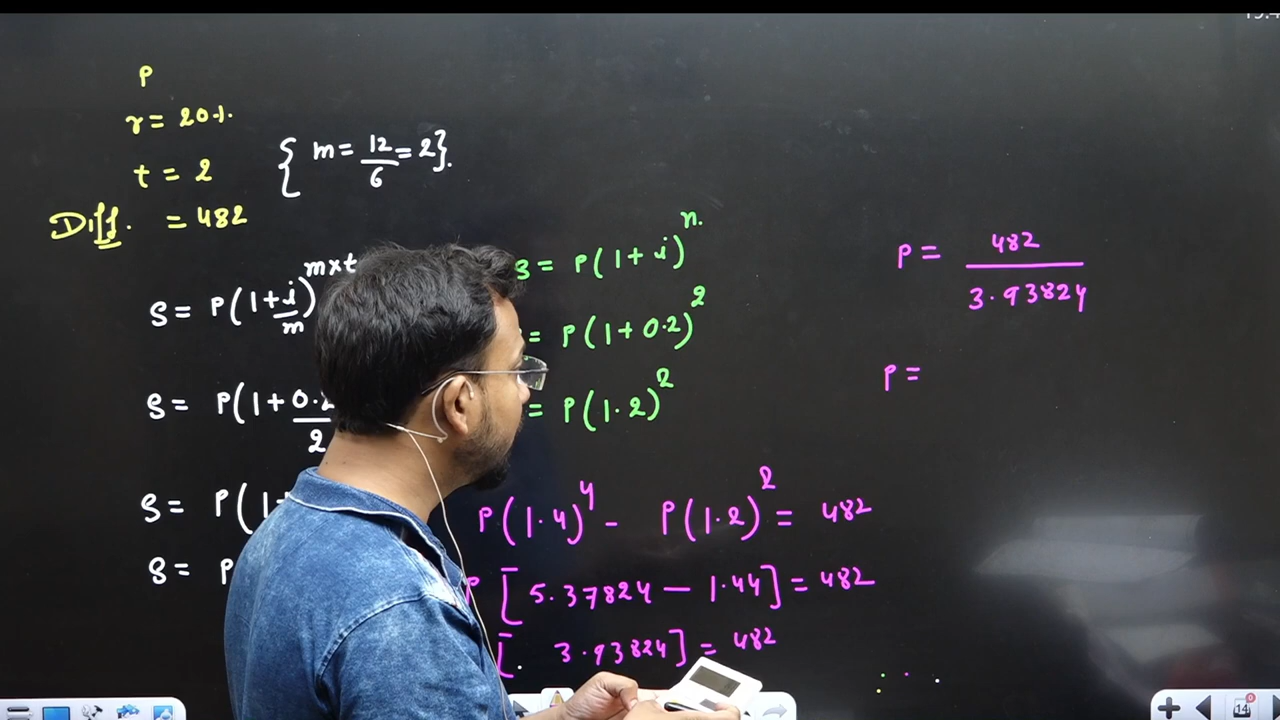 P
r = 20%.
t = 2 { m = 12/6 = 2}.
Diff. = 482
S = P(1+i/m)^m×t
S = P(1+0.2/2
S = P(1+
S = P
S = P(1+i)^n.
= P(1+0.2)^2
= P(1.2)^2
P(1.4)^4 - P(1.2)^2 = 482
P[5.37824 – 1.44] = 482
[. 3.93824] = 482
P = 482/3.93824
P =
14